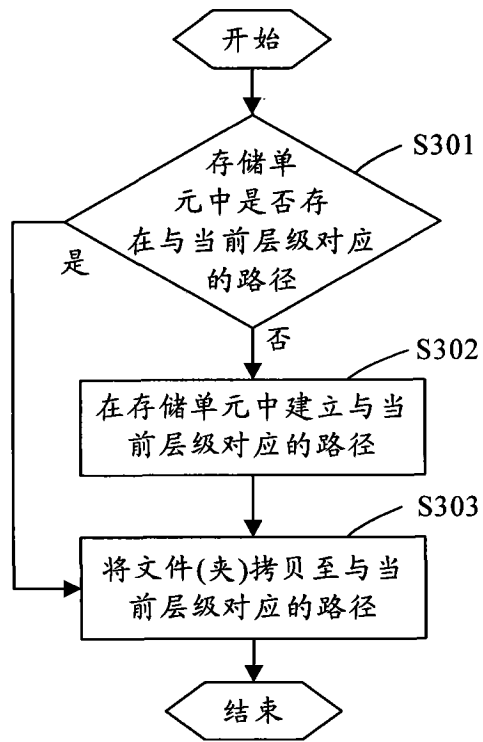 开始
S301
存储单
元中是否存
在与当前层级对应
的路径
是
否
S302
在存储单元中建立与当
前层级对应的路径
S303
将文件(夹)拷贝至与当
前层级对应的路径
结束